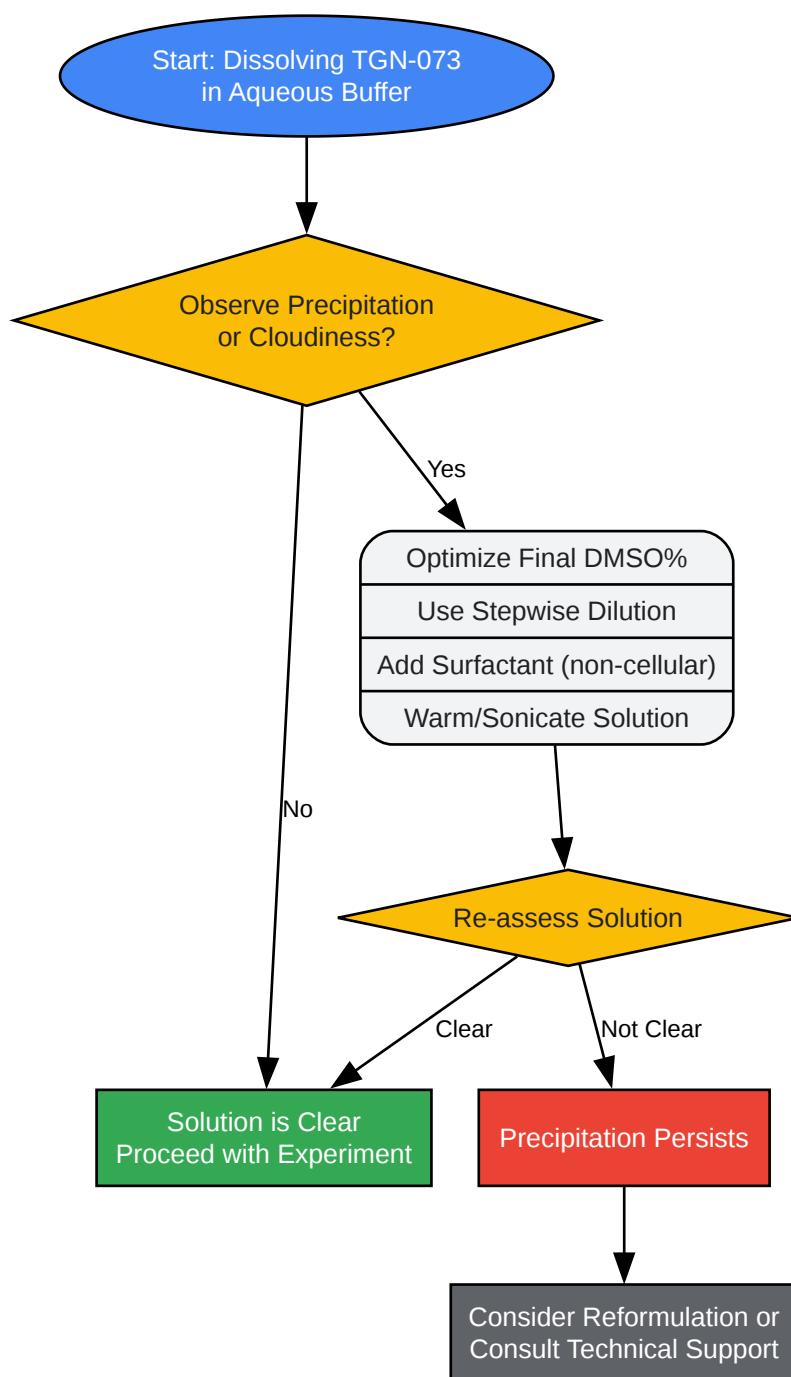 Start: Dissolving TGN-073
in Aqueous Buffer
Observe Precipitation
or Cloudiness?
Yes
Optimize Final DMSO%
Use Stepwise Dilution
Add Surfactant (non-cellular)
Warm/Sonicate Solution
No
Re-assess Solution
Clear
Not Clear
Solution is Clear
Proceed with Experiment
Precipitation Persists
Consider Reformulation or
Consult Technical Support